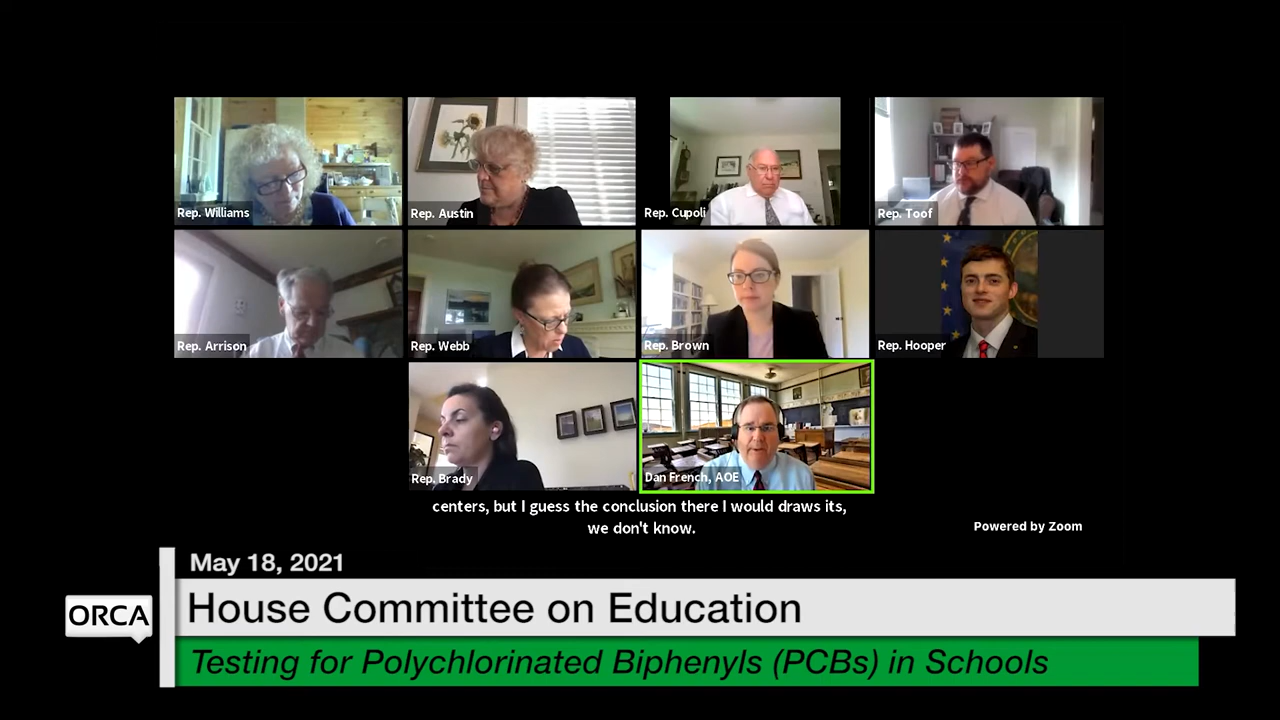 Rep. Williams
Rep. Austin
Rep. Cupoli
Rep. Toof
Rep. Arrison
Rep. Webb
Rep. Brown
Rep. Hooper
Rep. Brady
Dan French, AOE
centers, but I guess the conclusion there I would draws its,
we don't know.
Powered by Zoom
May 18, 2021
ORCA
House Committee on Education
Testing for Polychlorinated Biphenyls (PCBs) in Schools